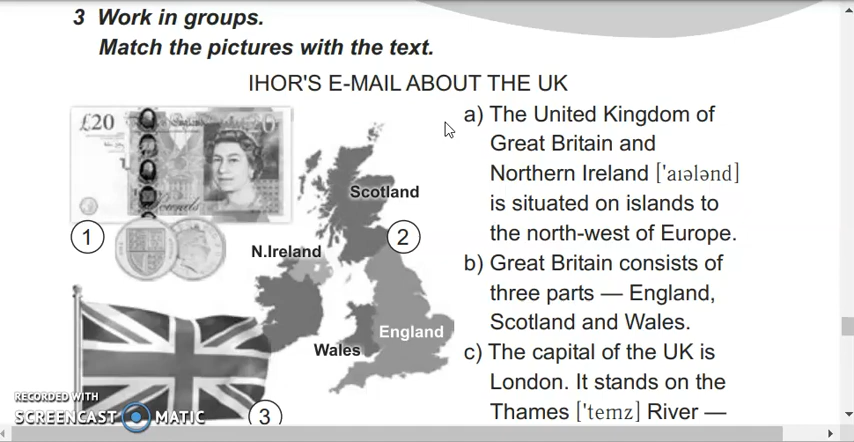 3 Work in groups.
Match the pictures with the text.
IHOR'S E-MAIL ABOUT THE UK
£20
20
1
Scotland
2
N.Ireland
England
Wales
3
a) The United Kingdom of
Great Britain and
Northern Ireland ['aɪələnd]
is situated on islands to
the north-west of Europe.
b) Great Britain consists of
three parts — England,
Scotland and Wales.
c) The capital of the UK is
London. It stands on the
Thames ['temz] River —
RECORDED WITH
SCREENCAST MATIC